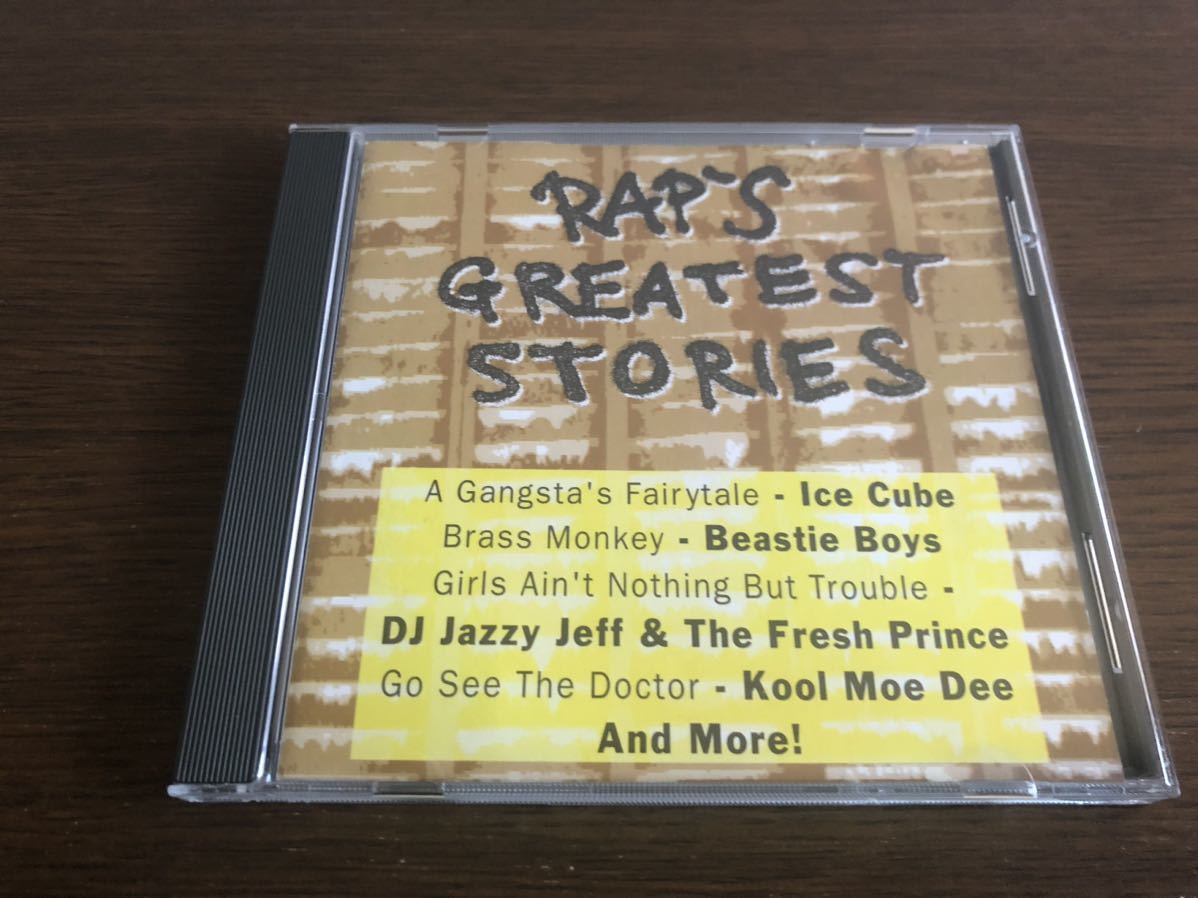 RAP'S
GREATEST
STORIES
A Gangsta's Fairytale - Ice Cube
Brass Monkey - Beastie Boys
Girls Ain't Nothing But Trouble -
DJ Jazzy Jeff & The Fresh Prince
Go See The Doctor - Kool Moe Dee
And More!